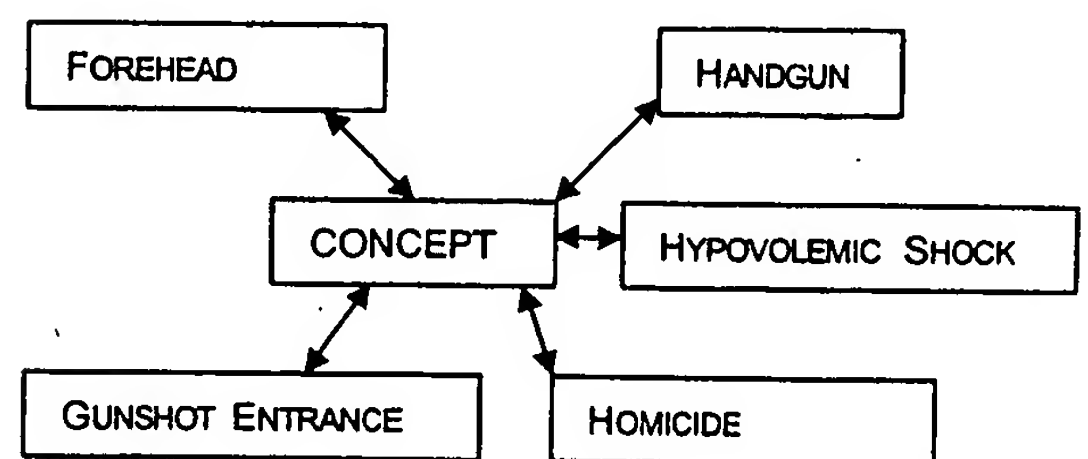 FOREHEAD
HANDGUN
CONCEPT
HYPOVOLEMIC SHOCK
GUNSHOT ENTRANCE
HOMICIDE